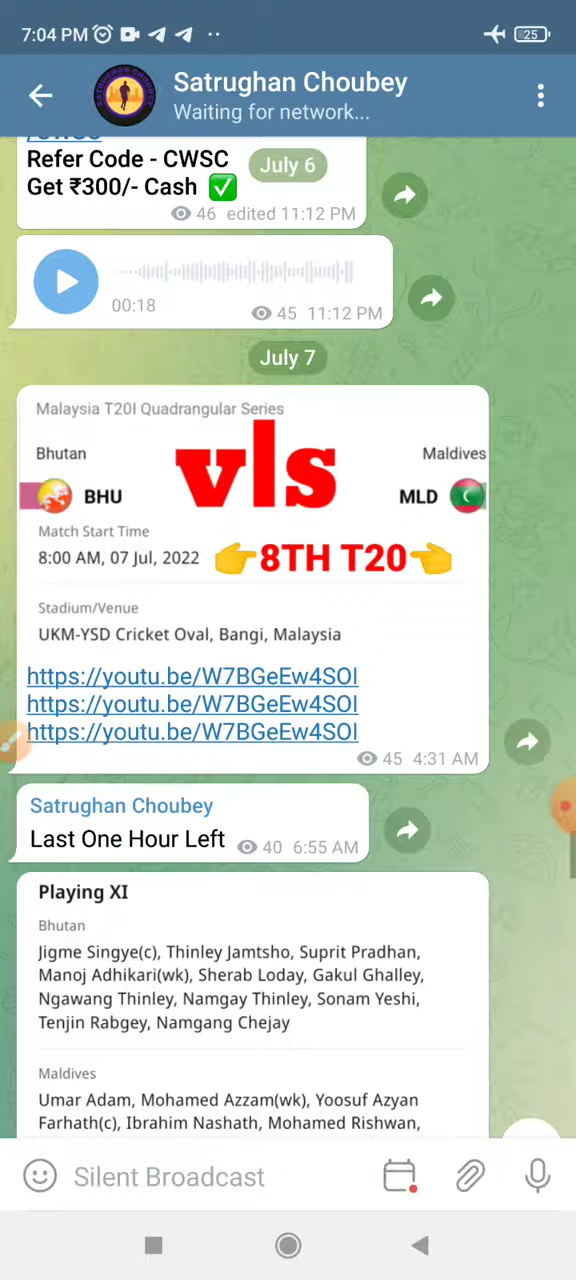 7:04 PM
25
Satrughan Choubey
Waiting for network...
Refer Code - CWSC
July 6
Get ₹300/- Cash ✅
46 edited 11:12 PM
00:18
45 11:12 PM
July 7
Malaysia T20I Quadrangular Series
Bhutan
Maldives
vls
BHU
MLD
Match Start Time
8:00 AM, 07 Jul, 2022
👉8TH T20👈
Stadium/Venue
UKM-YSD Cricket Oval, Bangi, Malaysia
https://youtu.be/W7BGeEw4SOI
https://youtu.be/W7BGeEw4SOI
https://youtu.be/W7BGeEw4SOI
45 4:31 AM
Satrughan Choubey
Last One Hour Left
40 6:55 AM
Playing XI
Bhutan
Jigme Singye(c), Thinley Jamtsho, Suprit Pradhan,
Manoj Adhikari(wk), Sherab Loday, Gakul Ghalley,
Ngawang Thinley, Namgay Thinley, Sonam Yeshi,
Tenjin Rabgey, Namgang Chejay
Maldives
Umar Adam, Mohamed Azzam(wk), Yoosuf Azyan
Farhath(c), Ibrahim Nashath, Mohamed Rishwan,
Silent Broadcast